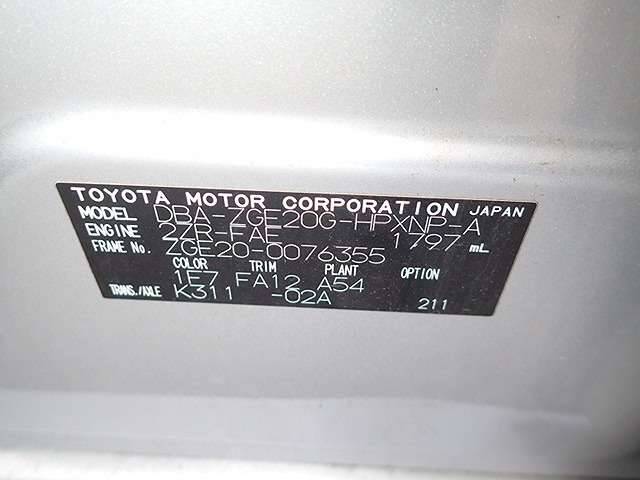 TOYOTA MOTOR CORPORATION JAPAN
MODEL DBA-ZGE20G-HPXNP-A
ENGINE 2ZR-FAE 1797 mL
FRAME No. ZGE20-0076355
COLOR TRIM PLANT OPTION
1E7 FA12 A54
TRANS./AXLE K311 -02A 211